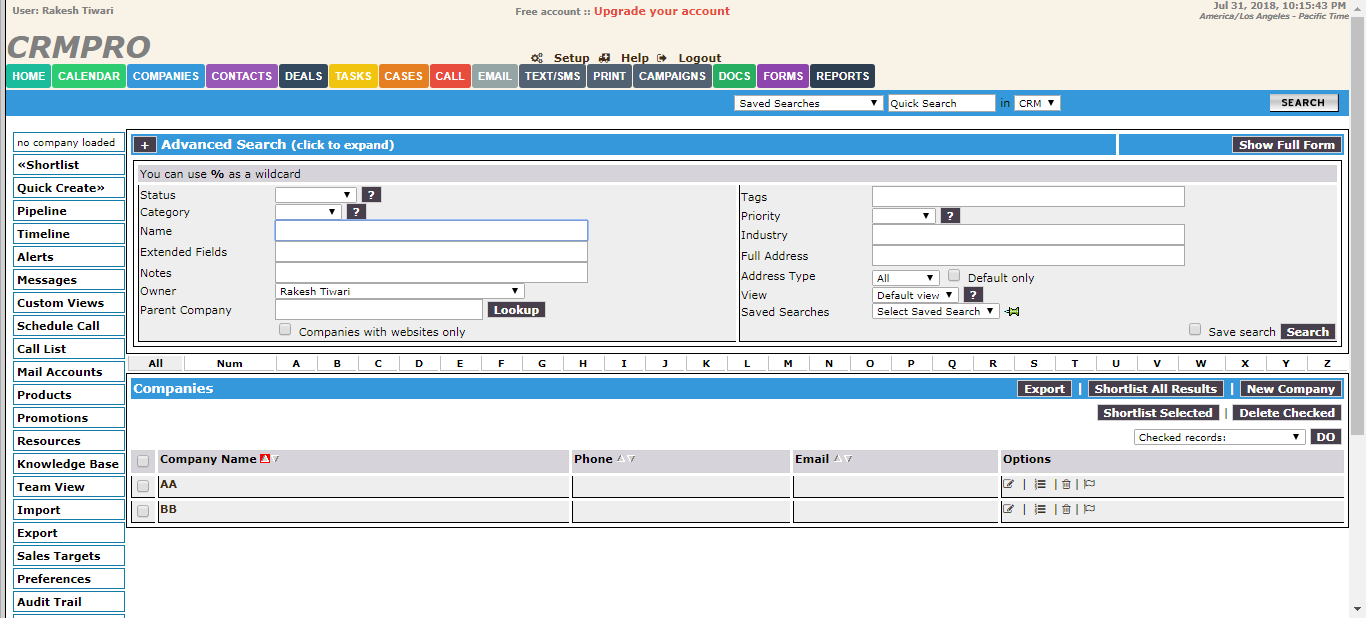 User: Rakesh Tiwari
Free account :: Upgrade your account
Jul 31, 2018, 10:15:43 PM
America/Los Angeles - Pacific Time
CRMPRO
Setup Help Logout
HOME CALENDAR COMPANIES CONTACTS DEALS TASKS CASES CALL EMAIL TEXT/SMS PRINT CAMPAIGNS DOCS FORMS REPORTS
Saved Searches Quick Search in CRM SEARCH
no company loaded
«Shortlist
Quick Create»
Pipeline
Timeline
Alerts
Messages
Custom Views
Schedule Call
Call List
Mail Accounts
Products
Promotions
Resources
Knowledge Base
Team View
Import
Export
Sales Targets
Preferences
Audit Trail
+ Advanced Search (click to expand) Show Full Form
You can use % as a wildcard
Status ?
Category ?
Name
Extended Fields
Notes
Owner Rakesh Tiwari
Parent Company Lookup
Companies with websites only
Tags
Priority ?
Industry
Full Address
Address Type All Default only
View Default view ?
Saved Searches Select Saved Search
Save search Search
All Num A B C D E F G H I J K L M N O P Q R S T U V W X Y Z
Companies Export | Shortlist All Results | New Company
Shortlist Selected | Delete Checked
Checked records: DO
Company Name Phone Email Options
AA | | |
BB | | |